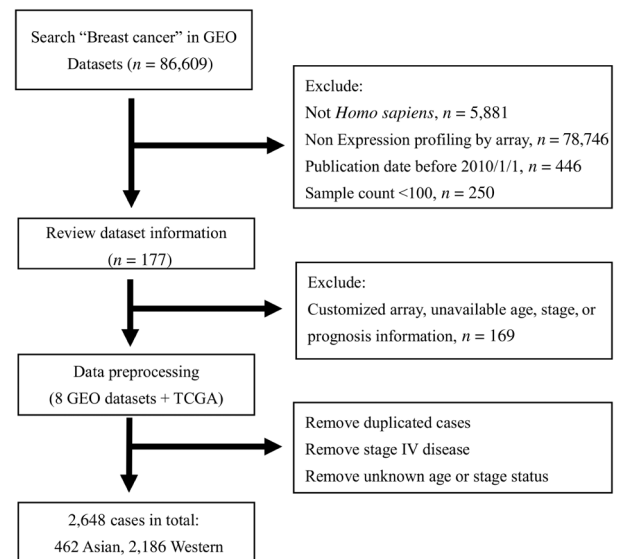 Search “Breast cancer” in GEO
Datasets (n = 86,609)
Exclude:
Not Homo sapiens, n = 5,881
Non Expression profiling by array, n = 78,746
Publication date before 2010/1/1, n = 446
Sample count <100, n = 250
Review dataset information
(n = 177)
Exclude:
Customized array, unavailable age, stage, or
prognosis information, n = 169
Data preprocessing
(8 GEO datasets + TCGA)
Remove duplicated cases
Remove stage IV disease
Remove unknown age or stage status
2,648 cases in total:
462 Asian, 2,186 Western